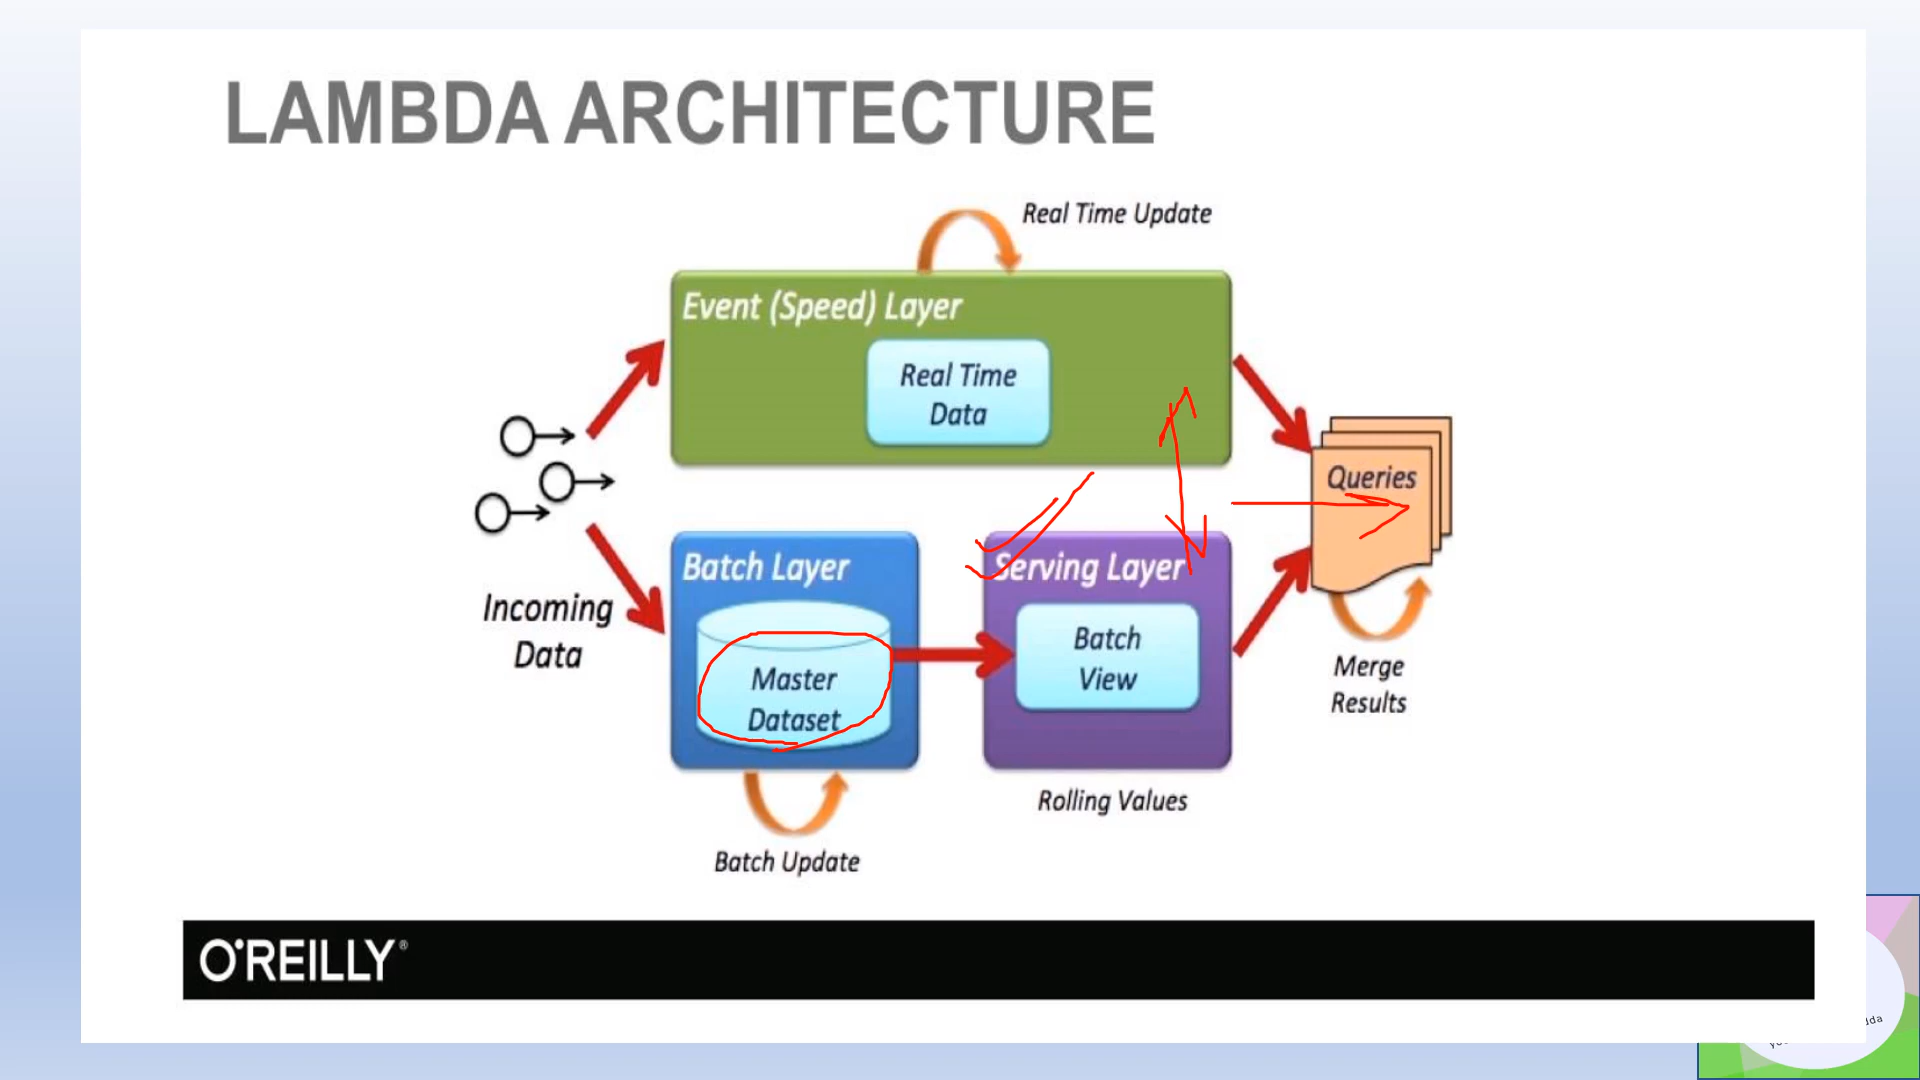 LAMBDA ARCHITECTURE
Real Time Update
Event (Speed) Layer
Real Time
Data
Queries
Batch Layer
Serving Layer
Incoming
Data
Master
Dataset
Batch
View
Merge
Results
Rolling Values
Batch Update
O'REILLY®